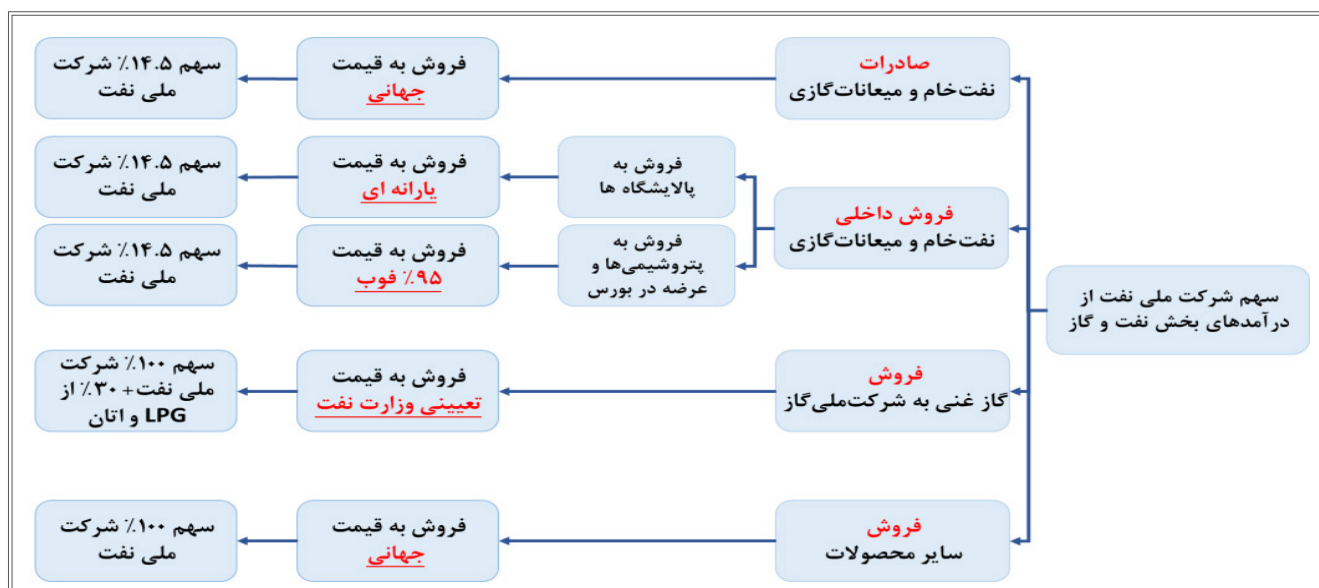 سهم شرکت ملی نفت از
درآمدهای بخش نفت و گاز
صادرات
نفت‌خام و میعانات‌گازی
فروش به قیمت
جهانی
سهم ۱۴.۵٪ شرکت
ملی نفت
فروش داخلی
نفت‌خام و میعانات‌گازی
فروش به
پالایشگاه ها
فروش به قیمت
یارانه ای
سهم ۱۴.۵٪ شرکت
ملی نفت
فروش به
پتروشیمی‌ها و
عرضه در بورس
فروش به قیمت
۹۵٪ فوب
سهم ۱۴.۵٪ شرکت
ملی نفت
فروش
گاز غنی به شرکت‌ملی‌گاز
فروش به قیمت
تعیینی وزارت نفت
سهم ۱۰۰٪ شرکت
ملی نفت+ ۳۰٪ از
LPG و اتان
فروش
سایر محصولات
فروش به قیمت
جهانی
سهم ۱۰۰٪ شرکت
ملی نفت